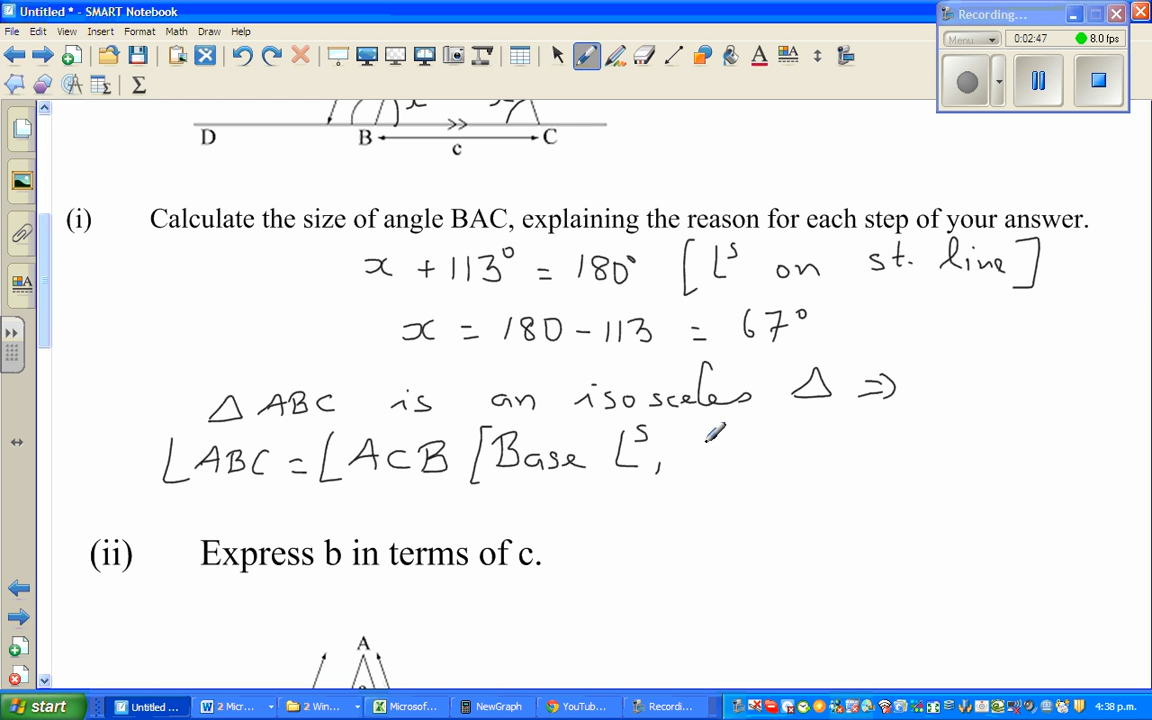 Untitled * - SMART Notebook
File Edit View Insert Format Math Draw Help
Recording...
Menu 0:02:47 8.0 fps
x x
D B C
c
(i) Calculate the size of angle BAC, explaining the reason for each step of your answer.
x + 113° = 180° [∠s on st. line]
x = 180 - 113 = 67°
△ ABC is an isosceles △ ⇒
∠ABC = ∠ACB [Base ∠s,
(ii) Express b in terms of c.
A
start Untitled ... 2 Micr... 2 Win... Microsof... NewGraph YouTub... Recordi... 4:38 p.m.